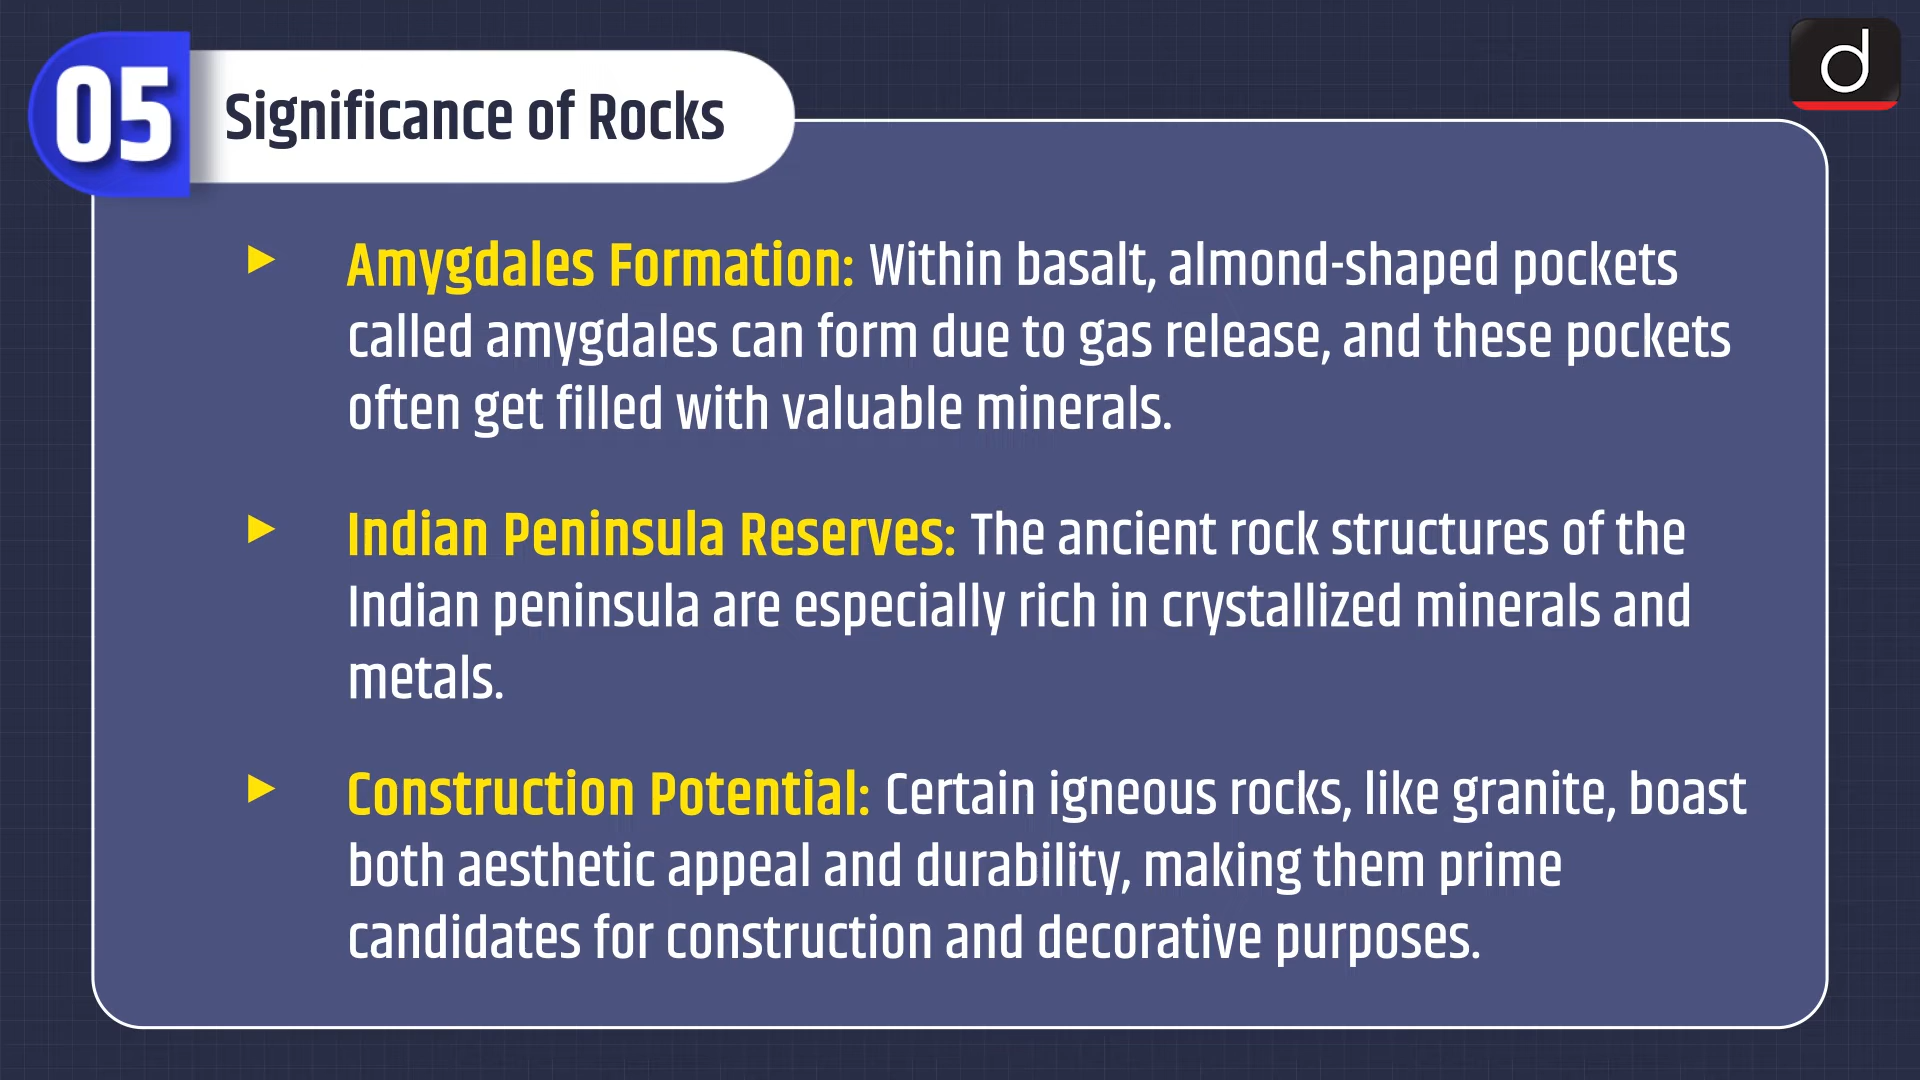 05
Significance of Rocks
d
Amygdales Formation: Within basalt, almond-shaped pockets
called amygdales can form due to gas release, and these pockets
often get filled with valuable minerals.
Indian Peninsula Reserves: The ancient rock structures of the
Indian peninsula are especially rich in crystallized minerals and
metals.
Construction Potential: Certain igneous rocks, like granite, boast
both aesthetic appeal and durability, making them prime
candidates for construction and decorative purposes.